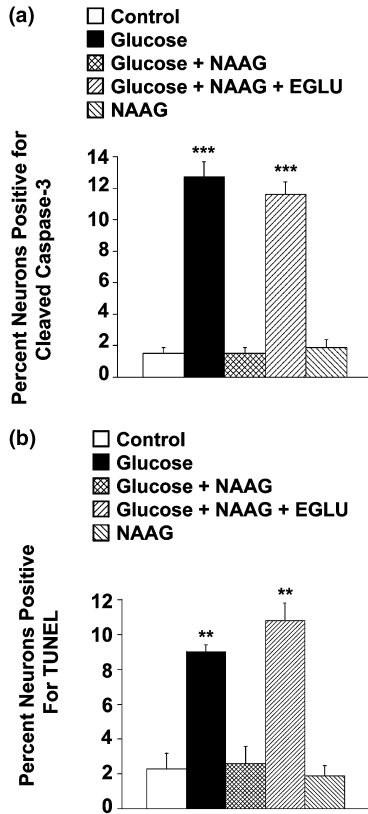 (a)
Control
Glucose
Glucose + NAAG
Glucose + NAAG + EGLU
NAAG
Percent Neurons Positive for
Cleaved Caspase-3
14
12
10
8
6
4
2
0
***
***
(b)
Control
Glucose
Glucose + NAAG
Glucose + NAAG + EGLU
NAAG
Percent Neurons Positive
For TUNEL
12
10
8
6
4
2
0
**
**